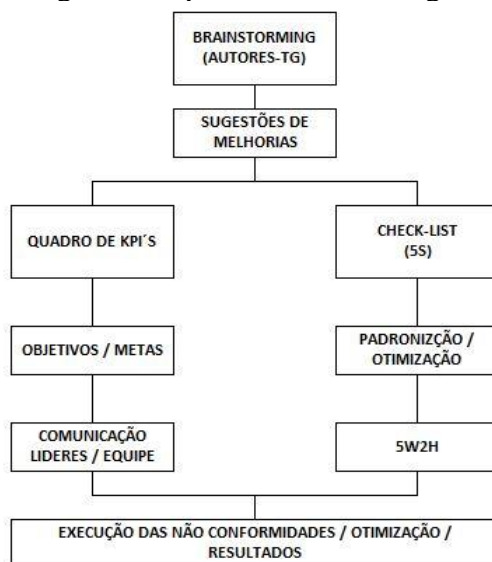 BRAINSTORMING
(AUTORES-TG)
SUGESTÕES DE
MELHORIAS
QUADRO DE KPI´S
CHECK-LIST
(5S)
OBJETIVOS / METAS
PADRONIZÇÃO /
OTIMIZAÇÃO
COMUNICAÇÃO
LIDERES / EQUIPE
5W2H
EXECUÇÃO DAS NÃO CONFORMIDADES / OTIMIZAÇÃO /
RESULTADOS